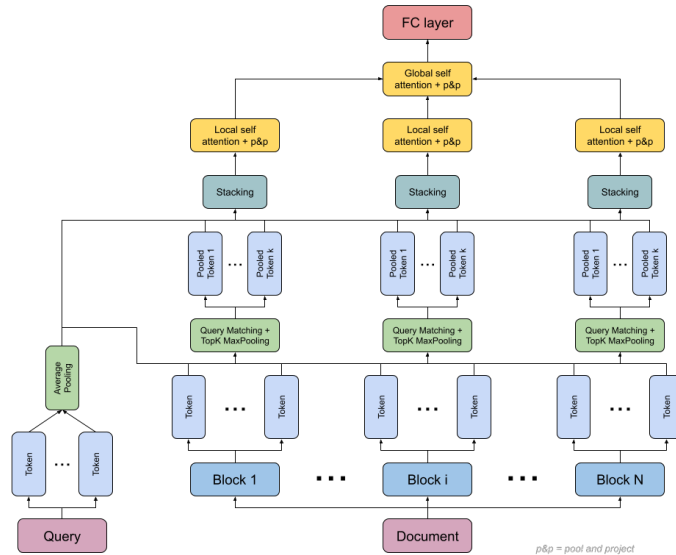 FC layer
Global self
attention + p&p
Local self
attention + p&p
Local self
attention + p&p
Local self
attention + p&p
Stacking
Stacking
Stacking
Pooled
Token 1
...
Pooled
Token k
Pooled
Token 1
...
Pooled
Token k
Pooled
Token 1
...
Pooled
Token k
Query Matching +
TopK MaxPooling
Query Matching +
TopK MaxPooling
Query Matching +
TopK MaxPooling
Average
Pooling
Token
...
Token
Token
...
Token
Token
...
Token
Token
...
Token
Block 1
...
Block i
...
Block N
Query
Document
p&p = pool and project